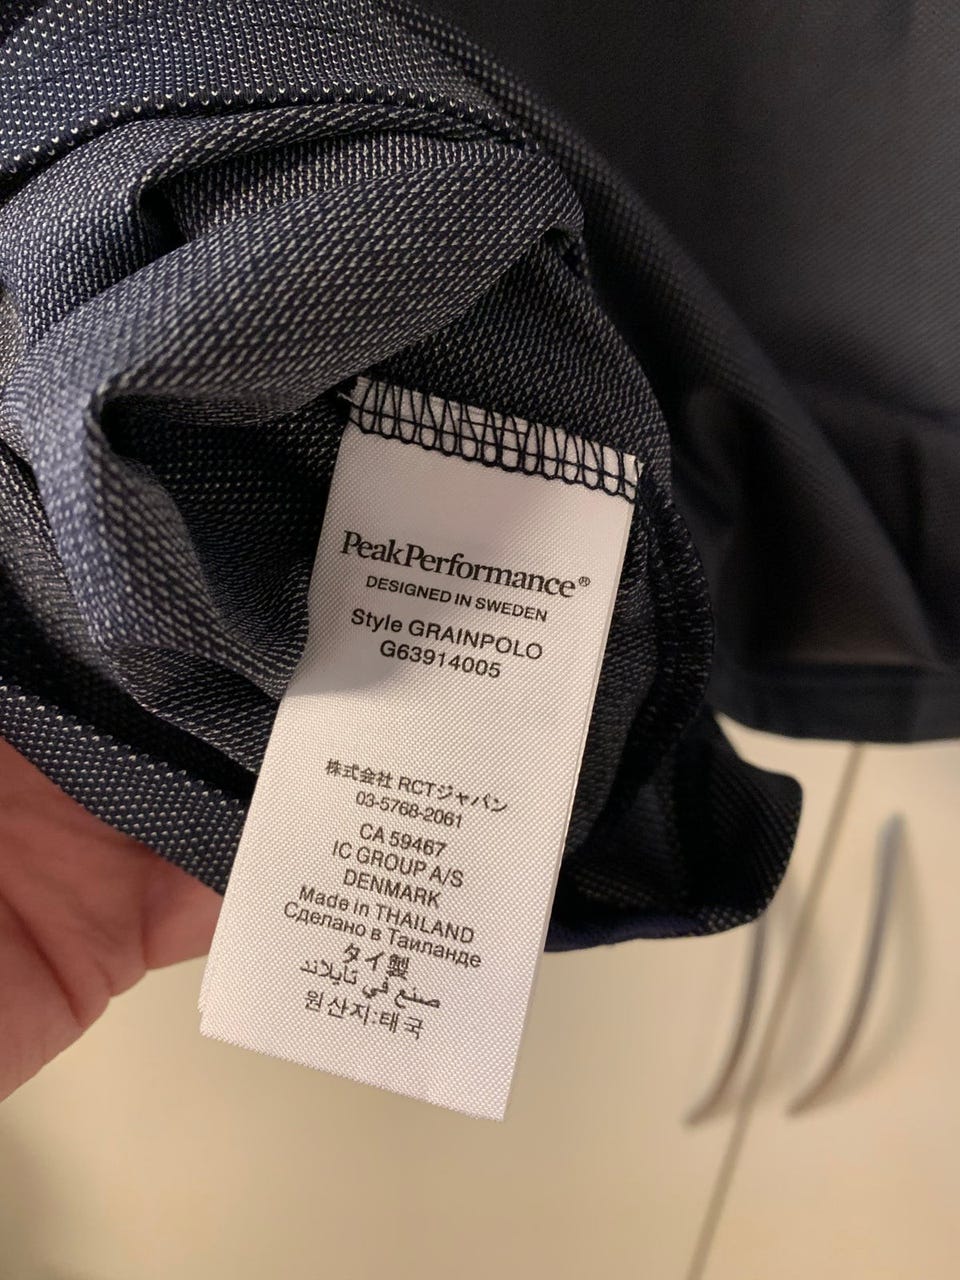 PeakPerformance®
DESIGNED IN SWEDEN
Style GRAINPOLO
G63914005
株式会社 RCTジャパン
03-5768-2061
CA 59467
IC GROUP A/S
DENMARK
Made in THAILAND
Сделано в Таиланде
タイ製
صنع في تايلاند
원산지:태국